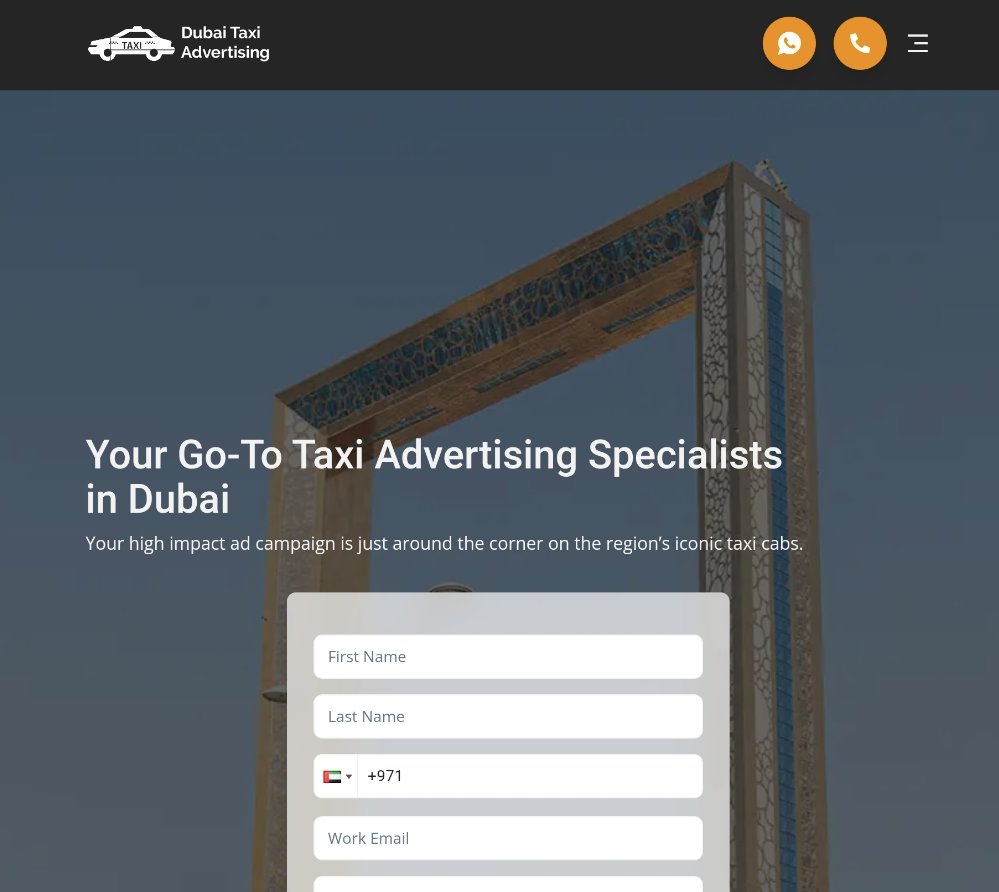 TAXI
Dubai Taxi
Advertising
Your Go-To Taxi Advertising Specialists
in Dubai
Your high impact ad campaign is just around the corner on the region's iconic taxi cabs.
First Name
Last Name
+971
Work Email